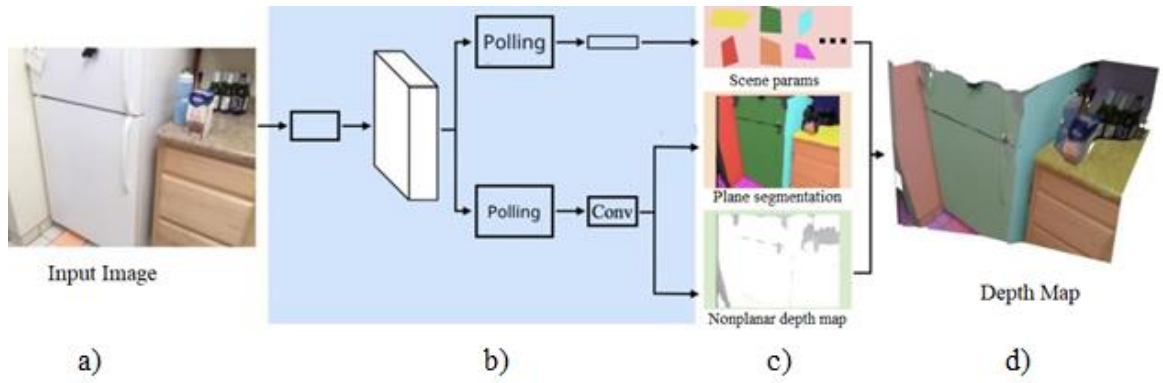 Polling
Scene params
Polling
Conv
Plane segmentation
Nonplanar depth map
Input Image
Depth Map
a)
b)
c)
d)